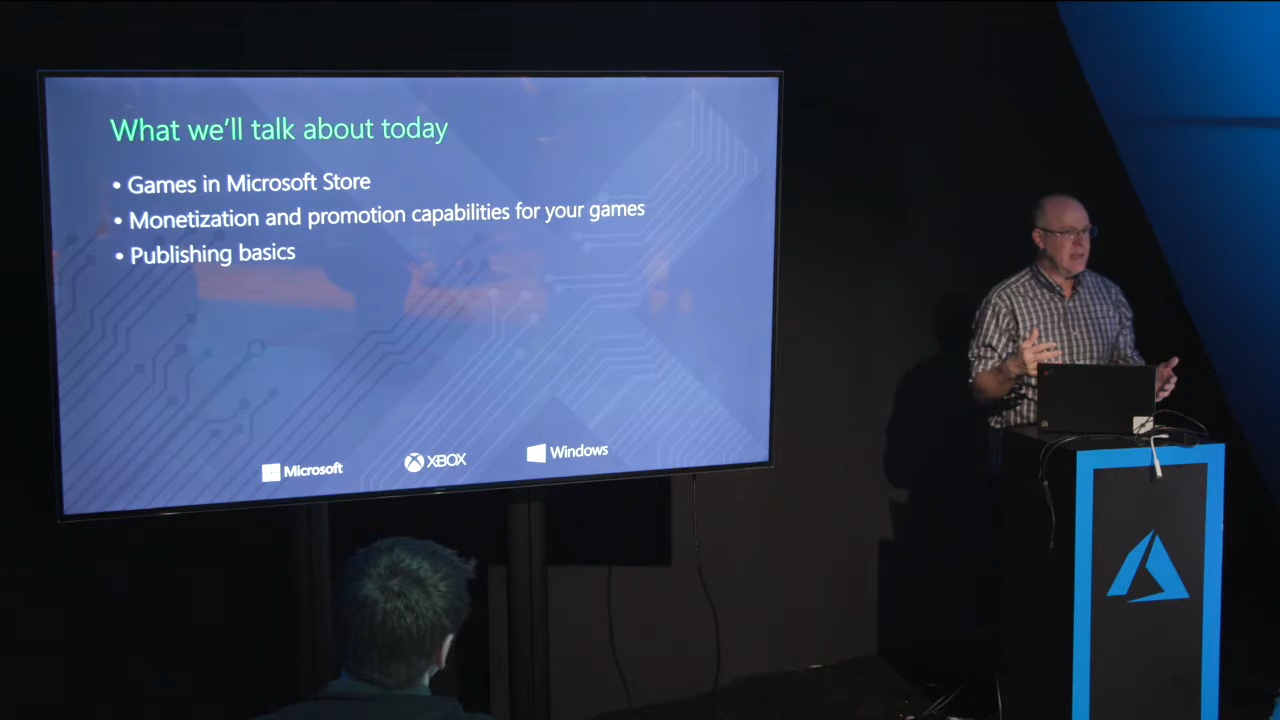 What we'll talk about today
• Games in Microsoft Store
• Monetization and promotion capabilities for your games
• Publishing basics
Microsoft XBOX Windows